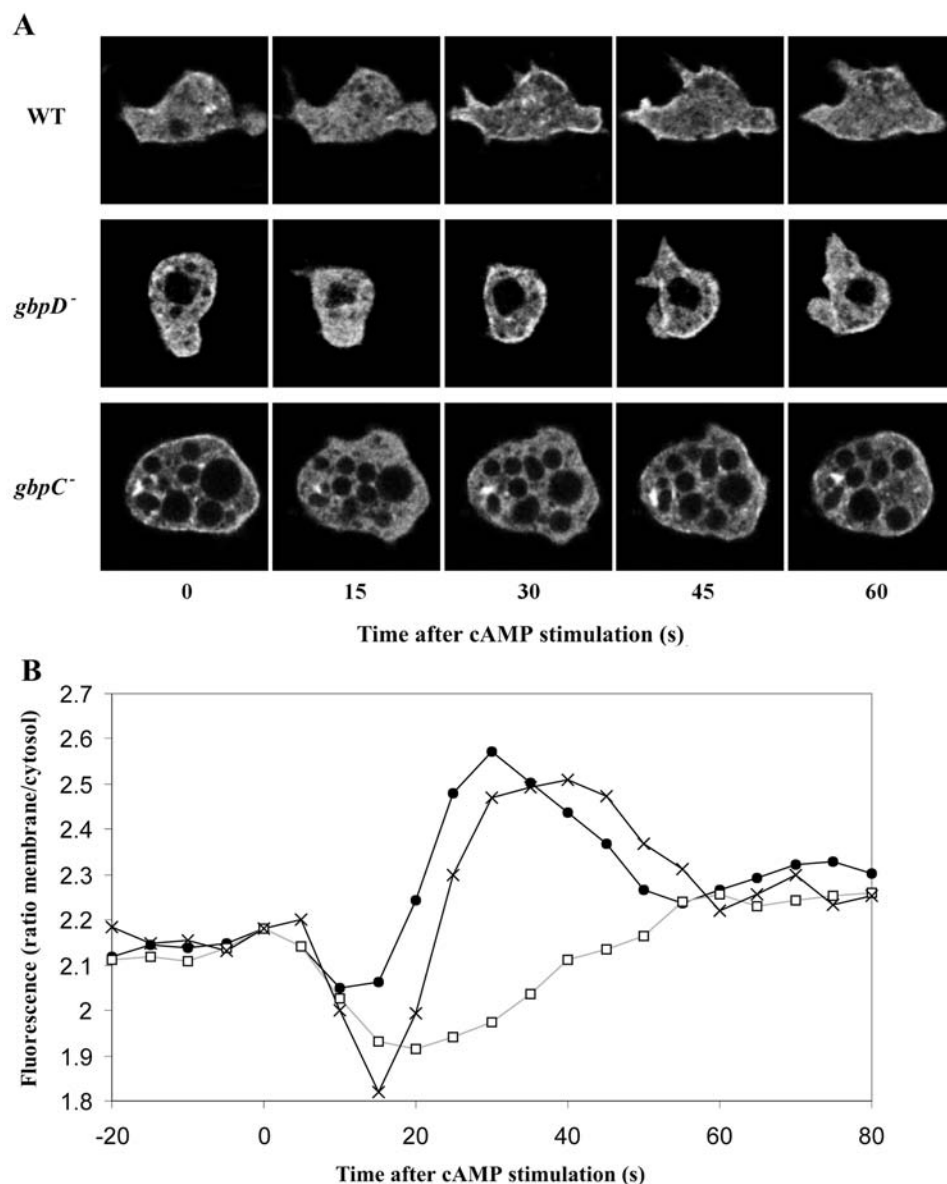 A
WT
gbpD⁻
gbpC⁻
0 15 30 45 60
Time after cAMP stimulation (s)
B
Fluorescence (ratio membrane/cytosol)
2.7
2.6
2.5
2.4
2.3
2.2
2.1
2
1.9
1.8
-20 0 20 40 60 80
Time after cAMP stimulation (s)